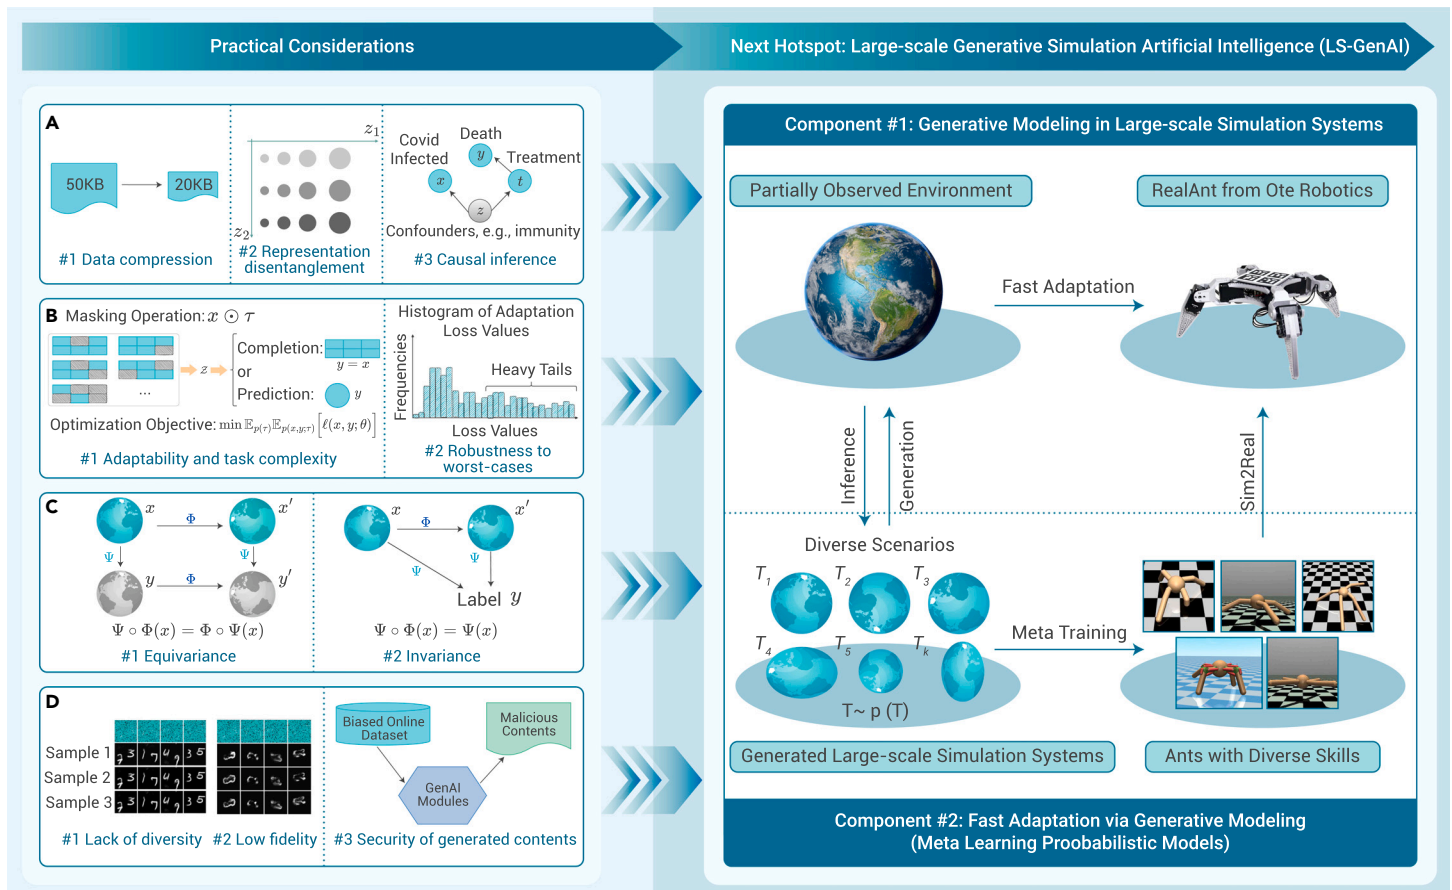 Practical Considerations
Next Hotspot: Large-scale Generative Simulation Artificial Intelligence (LS-GenAI)
A
50KB
20KB
#1 Data compression
z₁
z₂
#2 Representation
disentanglement
Covid
Infected
Death
Treatment
x
y
t
z
Confounders, e.g., immunity
#3 Causal inference
B
Masking Operation: x ⊙ τ
...
z
Completion:
y = x
or
Prediction:
y
Optimization Objective: min 𝔼_{p(τ)}𝔼_{p(x,y;τ)}[ℓ(x, y; θ)]
#1 Adaptability and task complexity
Histogram of Adaptation
Loss Values
Frequencies
Heavy Tails
Loss Values
#2 Robustness to
worst-cases
C
x
Φ
x′
Ψ
Ψ
y
Φ
y′
Ψ ∘ Φ(x) = Φ ∘ Ψ(x)
#1 Equivariance
x
Φ
x′
Ψ
Ψ
Label y
Ψ ∘ Φ(x) = Ψ(x)
#2 Invariance
D
Sample 1
Sample 2
Sample 3
#1 Lack of diversity
#2 Low fidelity
Biased Online
Dataset
GenAI
Modules
Malicious
Contents
#3 Security of generated contents
Component #1: Generative Modeling in Large-scale Simulation Systems
Partially Observed Environment
RealAnt from Ote Robotics
Fast Adaptation
Inference
Generation
Sim2Real
Diverse Scenarios
T₁
T₂
T₃
T₄
T₅
Tₖ
T~ p (T)
Meta Training
Generated Large-scale Simulation Systems
Ants with Diverse Skills
Component #2: Fast Adaptation via Generative Modeling
(Meta Learning Proobabilistic Models)